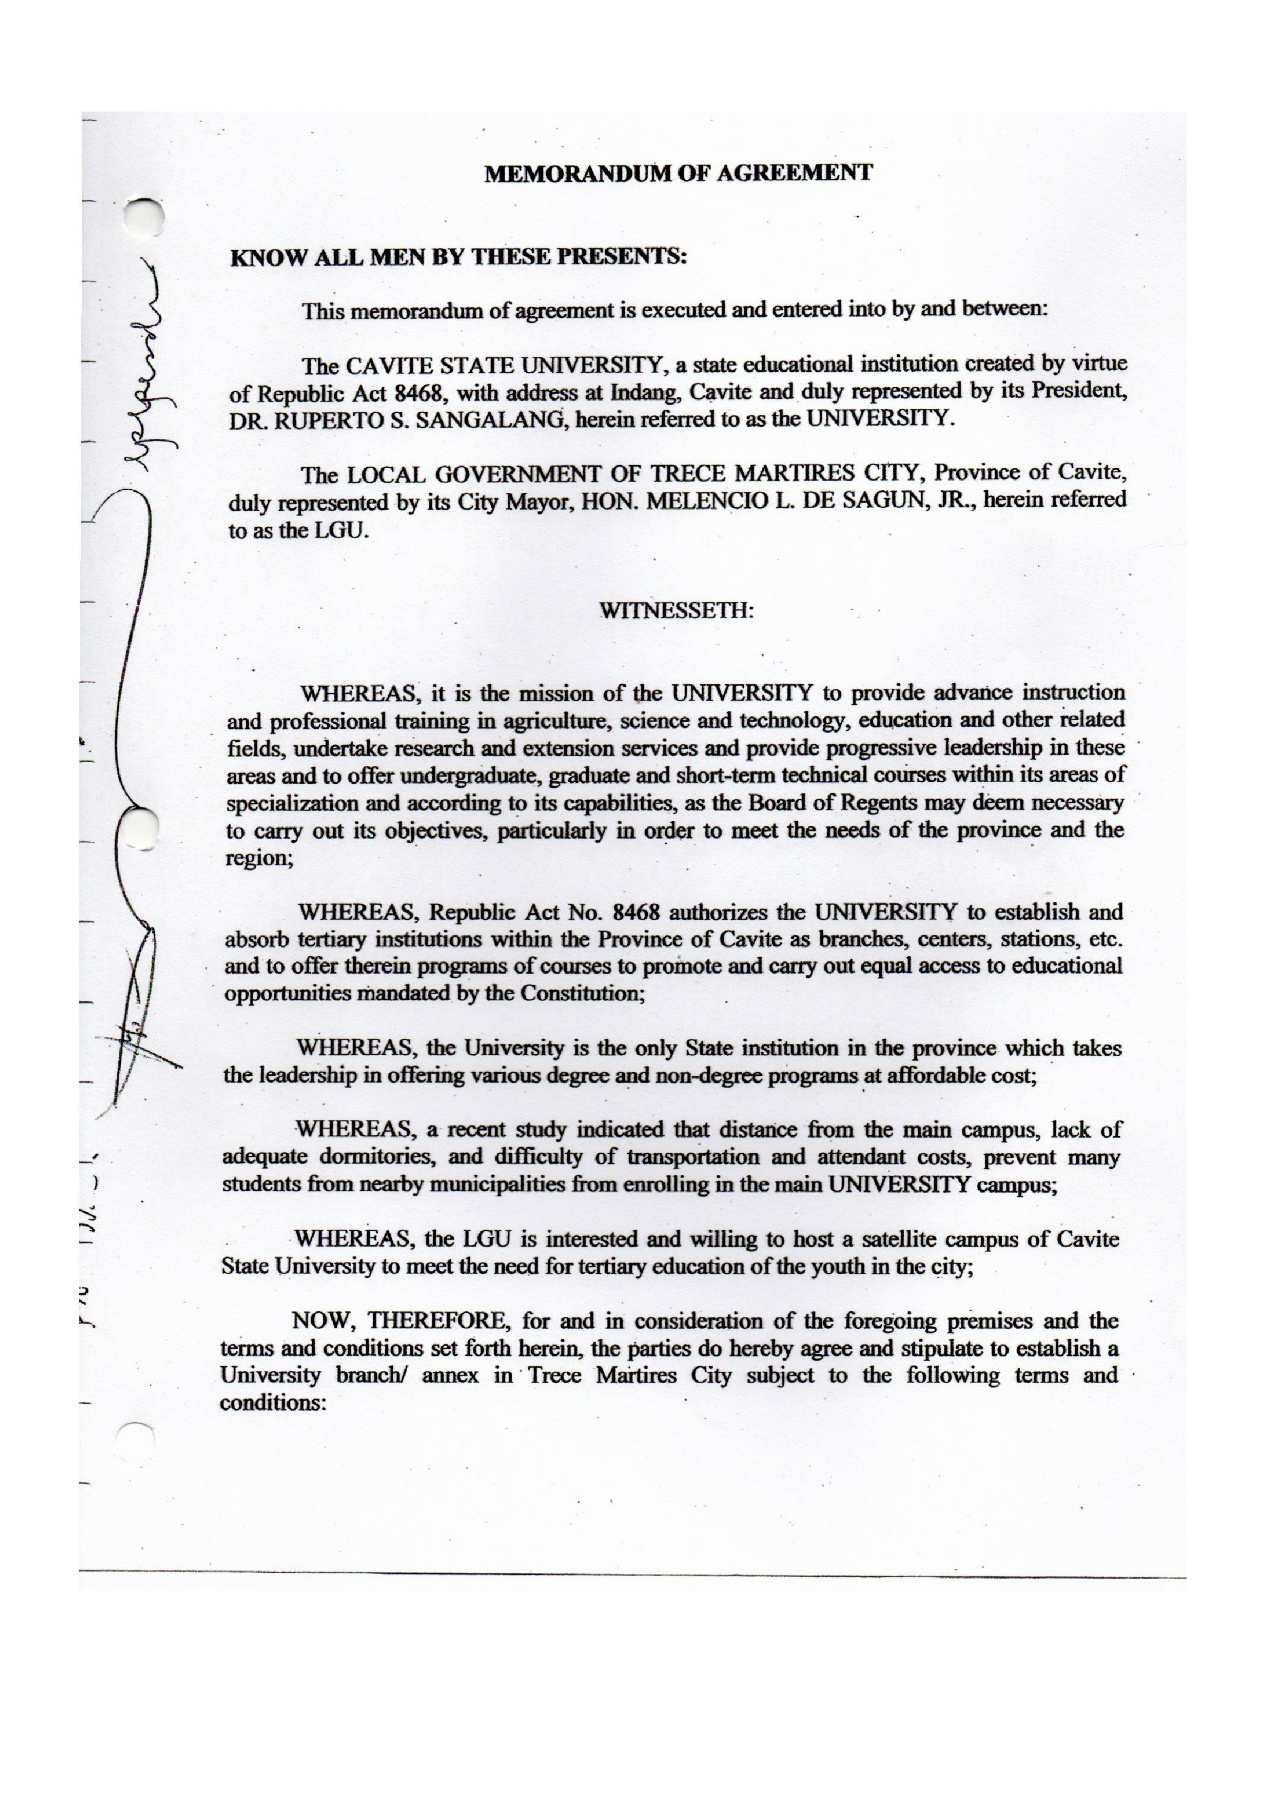 MEMORANDUM OF AGREEMENT
KNOW ALL MEN BY THESE PRESENTS:
This memorandum of agreement is executed and entered into by and between:
The CAVITE STATE UNIVERSITY, a state educational institution created by virtue
of Republic Act 8468, with address at Indang, Cavite and duly represented by its President,
DR. RUPERTO S. SANGALANG, herein referred to as the UNIVERSITY.
The LOCAL GOVERNMENT OF TRECE MARTIRES CITY, Province of Cavite,
duly represented by its City Mayor, HON. MELENCIO L. DE SAGUN, JR., herein referred
to as the LGU.
WITNESSETH:
WHEREAS, it is the mission of the UNIVERSITY to provide advance instruction
and professional training in agriculture, science and technology, education and other related
fields, undertake research and extension services and provide progressive leadership in these
areas and to offer undergraduate, graduate and short-term technical courses within its areas of
specialization and according to its capabilities, as the Board of Regents may deem necessary
to carry out its objectives, particularly in order to meet the needs of the province and the
region;
WHEREAS, Republic Act No. 8468 authorizes the UNIVERSITY to establish and
absorb tertiary institutions within the Province of Cavite as branches, centers, stations, etc.
and to offer therein programs of courses to promote and carry out equal access to educational
opportunities mandated by the Constitution;
WHEREAS, the University is the only State institution in the province which takes
the leadership in offering various degree and non-degree programs at affordable cost;
WHEREAS, a recent study indicated that distance from the main campus, lack of
adequate dormitories, and difficulty of transportation and attendant costs, prevent many
students from nearby municipalities from enrolling in the main UNIVERSITY campus;
WHEREAS, the LGU is interested and willing to host a satellite campus of Cavite
State University to meet the need for tertiary education of the youth in the city;
NOW, THEREFORE, for and in consideration of the foregoing premises and the
terms and conditions set forth herein, the parties do hereby agree and stipulate to establish a
University branch/ annex in Trece Martires City subject to the following terms and
conditions: